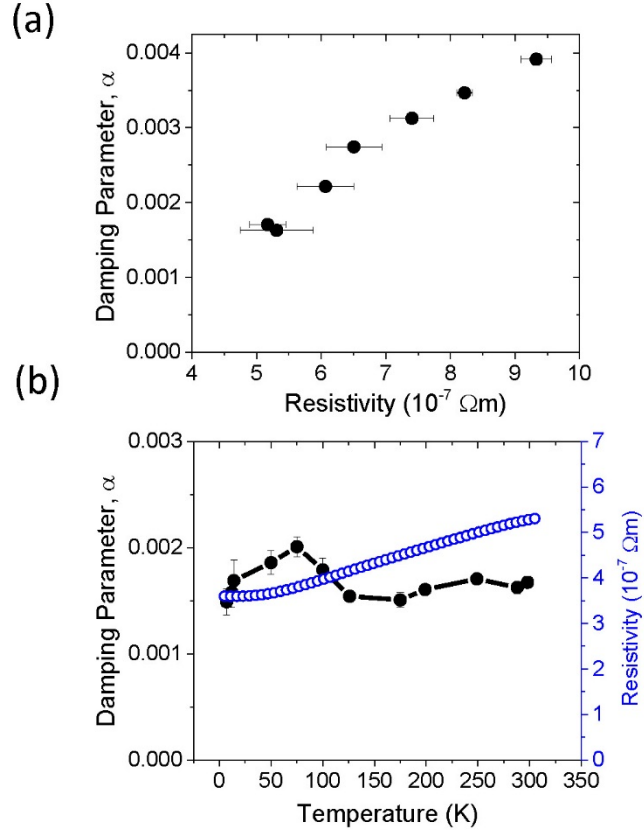 (a)
Damping Parameter, α
0.004
0.003
0.002
0.001
0.000
4 5 6 7 8 9 10
Resistivity (10⁻⁷ Ωm)
(b)
Damping Parameter, α
0.003
0.002
0.001
0.000
7
6
5
4
3
2
1
0
Resistivity (10⁻⁷ Ωm)
0 50 100 150 200 250 300 350
Temperature (K)